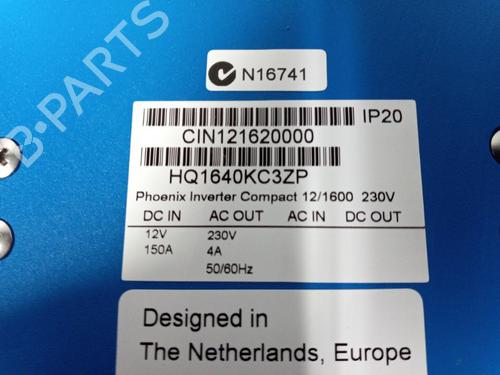 N16741
IP20
CIN121620000
HQ1640KC3ZP
Phoenix Inverter Compact 12/1600 230V
DC IN AC OUT AC IN DC OUT
12V 230V
150A 4A
50/60Hz
Designed in
The Netherlands, Europe
B-PARTS